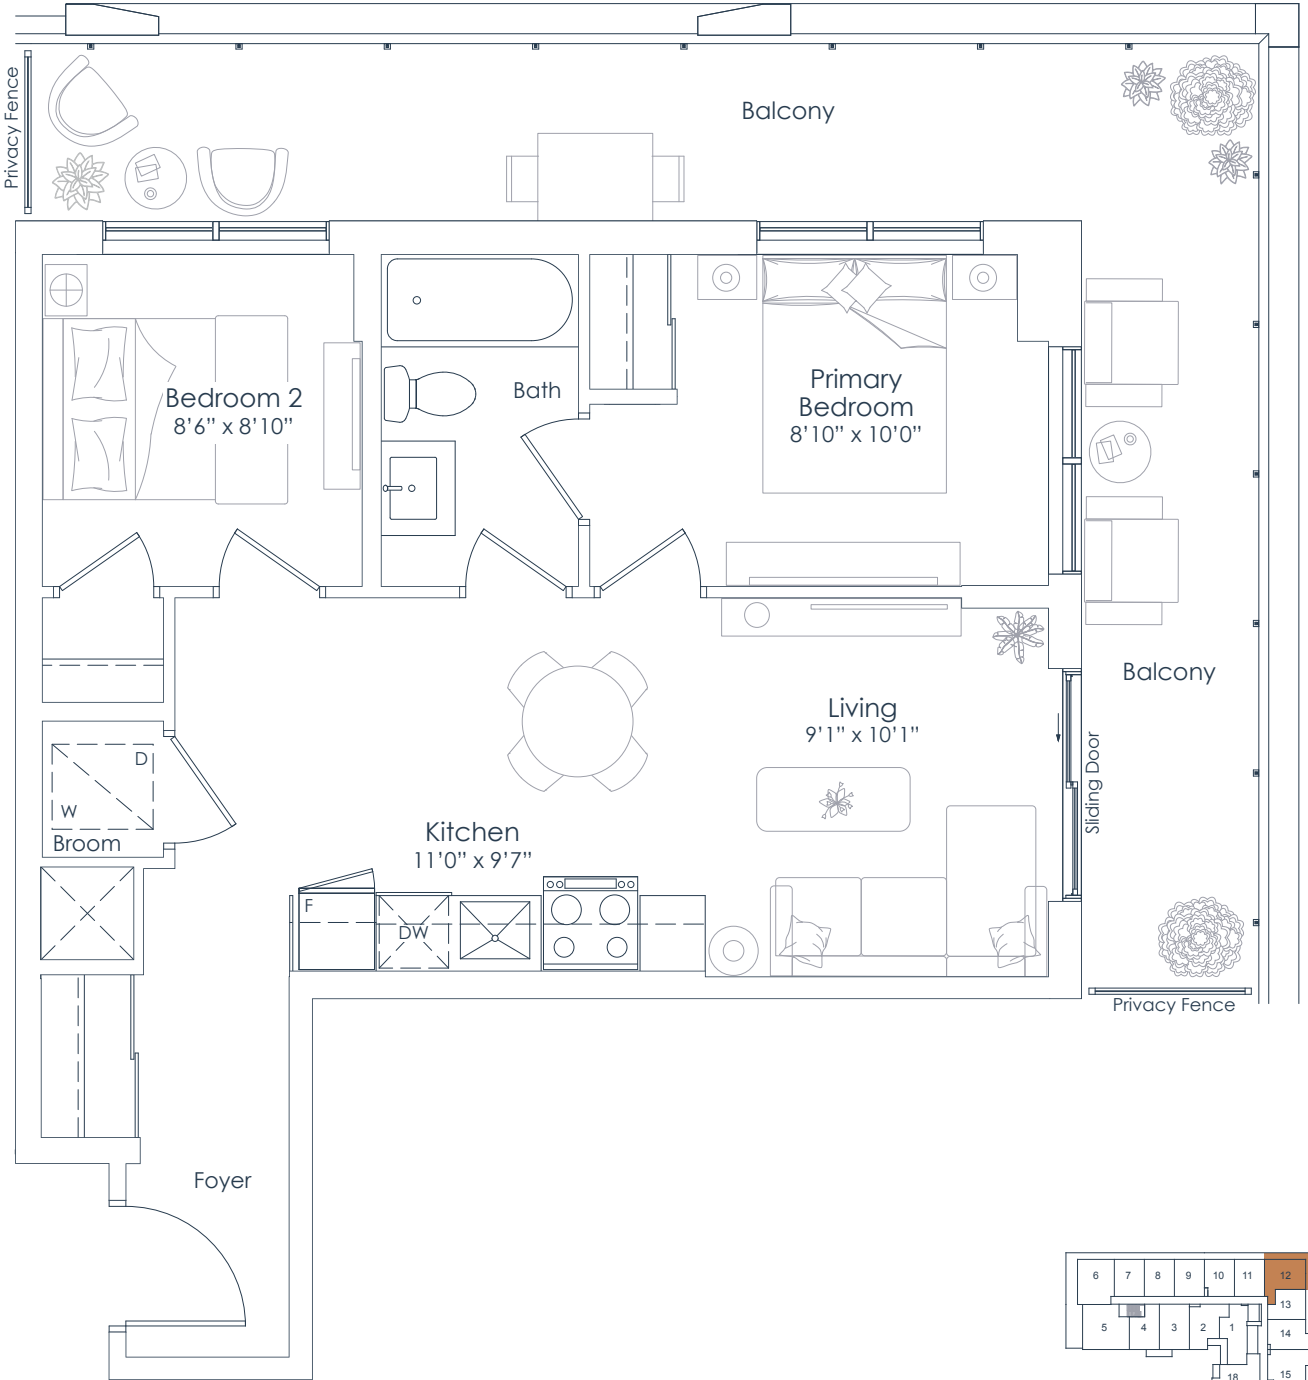 Privacy Fence
Balcony
Bedroom 2
8’6” x 8’10”
Bath
Primary
Bedroom
8’10” x 10’0”
Balcony
Living
9’1” x 10’1”
Sliding Door
D
W
Broom
Kitchen
11’0” x 9’7”
F
DW
Privacy Fence
Foyer
6 7 8 9 10 11 12
13
5 4 3 2 1
14
18 15